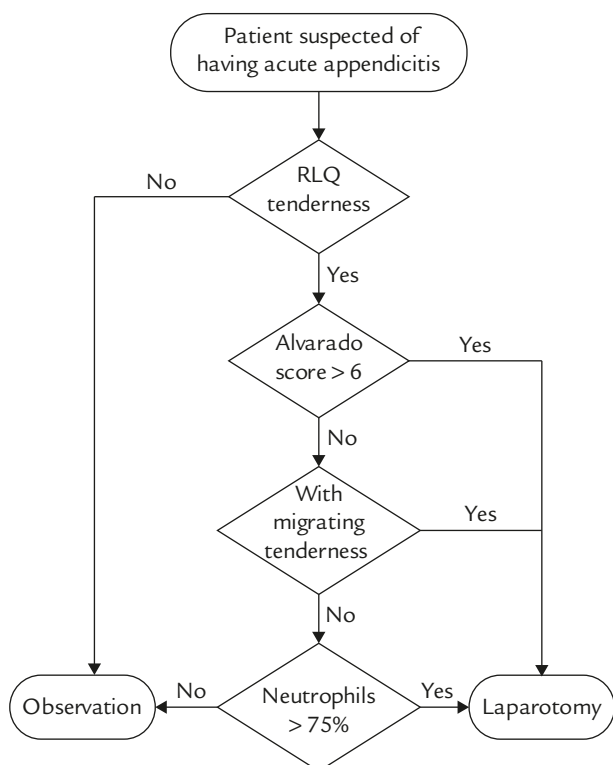 Patient suspected of
having acute appendicitis
No
RLQ
tenderness
Yes
Alvarado
score > 6
Yes
No
With
migrating
tenderness
Yes
No
Observation
No
Neutrophils
> 75%
Yes
Laparotomy